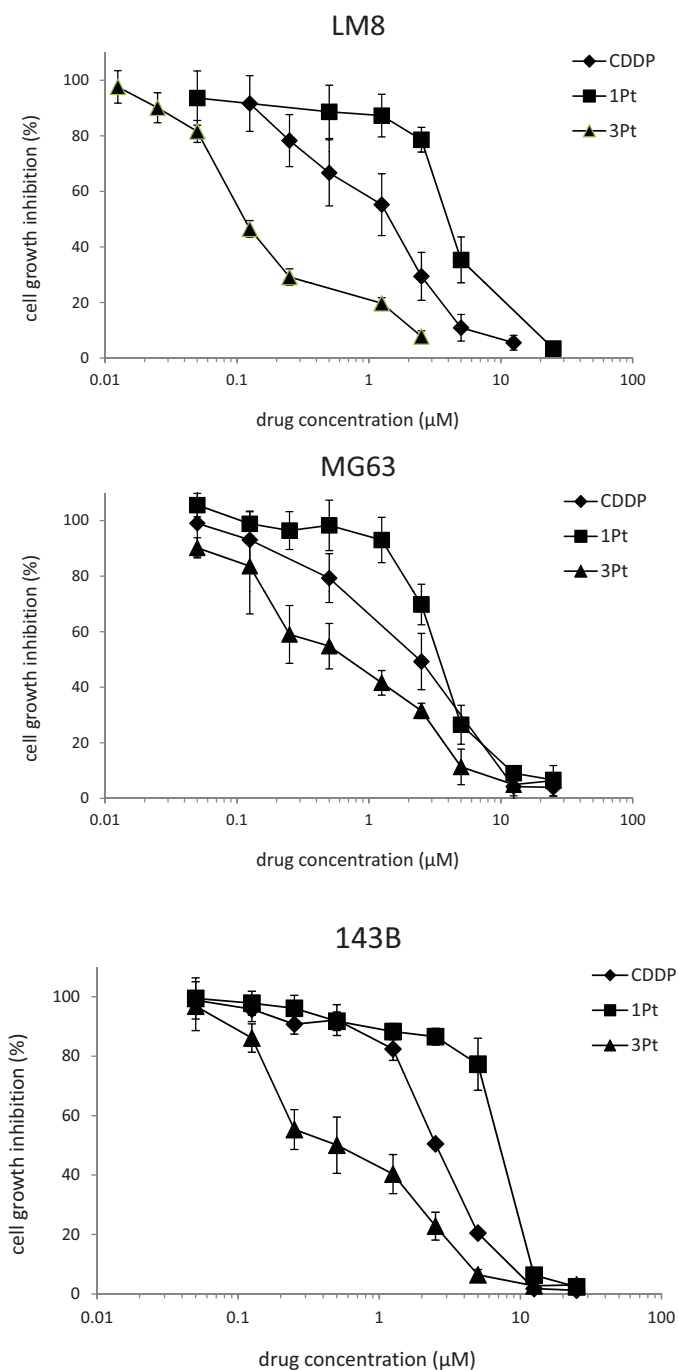 LM8
CDDP
1Pt
3Pt
100
80
60
40
20
0
cell growth inhibition (%)
0.01 0.1 1 10 100
drug concentration (µM)
MG63
CDDP
1Pt
3Pt
100
80
60
40
20
0
cell growth inhibition (%)
0.01 0.1 1 10 100
drug concentration (µM)
143B
CDDP
1Pt
3Pt
100
80
60
40
20
0
cell growth inhibition (%)
0.01 0.1 1 10 100
drug concentration (µM)